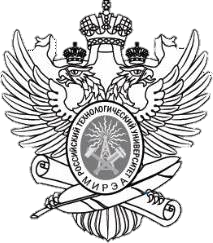 РОССИЙСКИЙ ТЕХНОЛОГИЧЕСКИЙ УНИВЕРСИТЕТ
МИРЭА